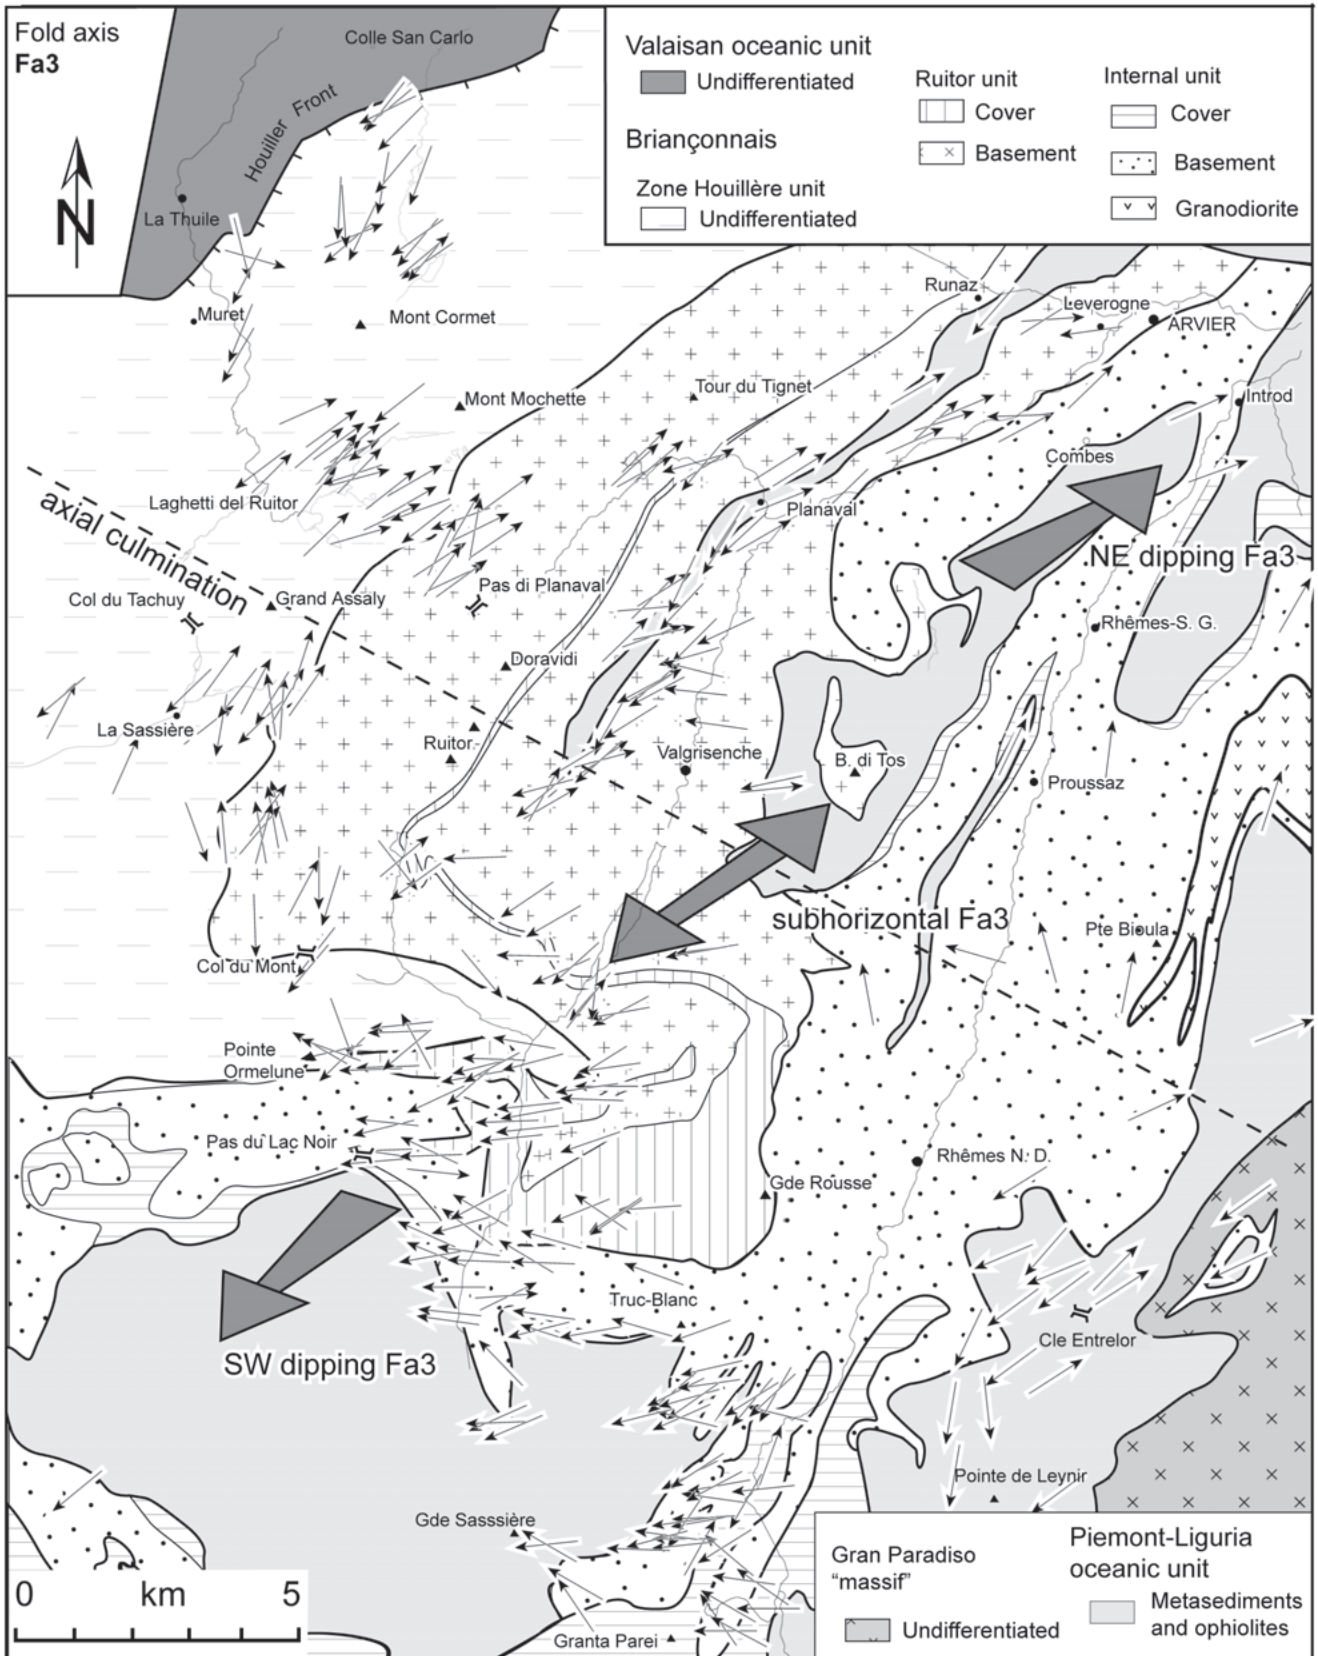 Fold axis
Fa3
N
Colle San Carlo
Houiller Front
La Thuile
Muret
Mont Cormet
Valaisan oceanic unit
Undifferentiated
Briançonnais
Zone Houillère unit
Undifferentiated
Ruitor unit
Cover
Basement
Internal unit
Cover
Basement
Granodiorite
Runaz
Leverogne
ARVIER
Introd
Mont Mochette
Tour du Tignet
Combes
Laghetti del Ruitor
Planaval
axial culmination
NE dipping Fa3
Pas di Planaval
Col du Tachuy
Grand Assaly
Rhêmes-S. G.
Doravidi
La Sassière
Ruitor
Valgrisenche
B. di Tos
Proussaz
subhorizontal Fa3
Pte Bioula
Col du Mont
Pointe
Ormelune
Pas du Lac Noir
Rhêmes N. D.
Gde Rousse
Truc-Blanc
Cle Entrelor
SW dipping Fa3
Pointe de Leynir
Gde Sasssière
Granta Parei
0 km 5
Gran Paradiso
“massif”
Undifferentiated
Piemont-Liguria
oceanic unit
Metasediments
and ophiolites